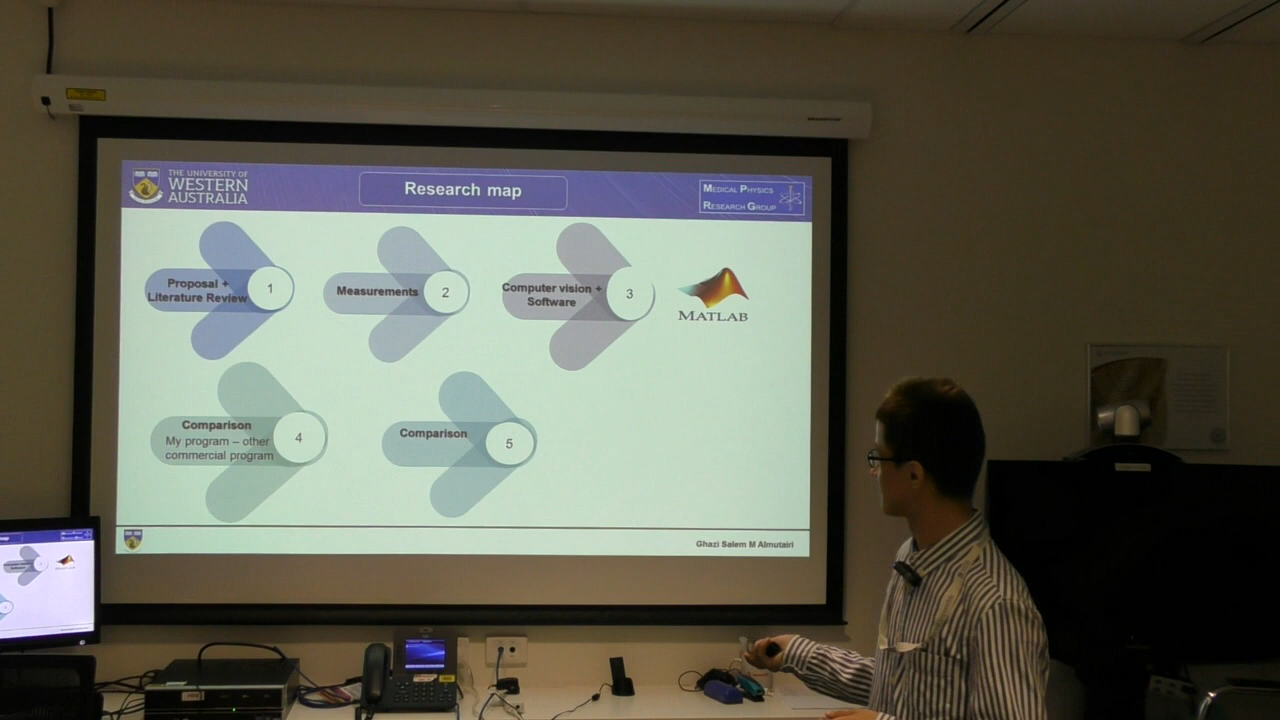 THE UNIVERSITY OF
WESTERN
AUSTRALIA
Research map
MEDICAL PHYSICS
RESEARCH GROUP
Proposal +
Literature Review
1
Measurements
2
Computer vision +
Software
3
MATLAB
Comparison
My program – other
commercial program
4
Comparison
5
Ghazi Salem M Almutairi